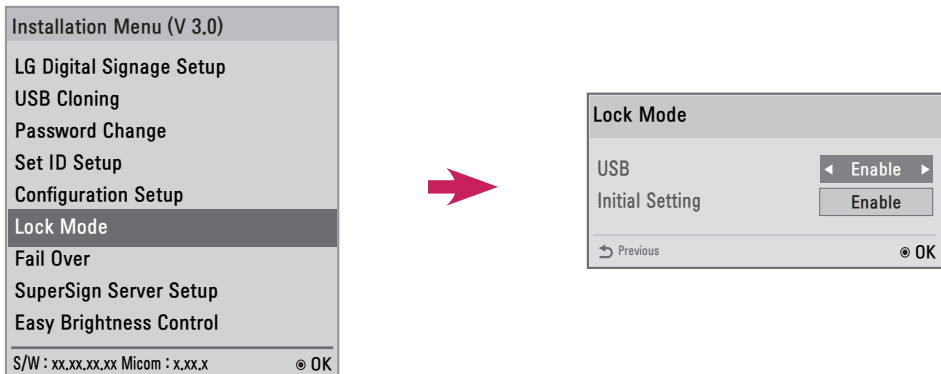 Installation Menu (V 3.0)
LG Digital Signage Setup
USB Cloning
Password Change
Set ID Setup
Configuration Setup
Lock Mode
Fail Over
SuperSign Server Setup
Easy Brightness Control
S/W : xx.xx.xx.xx Micom : x.xx.x ◉ OK
Lock Mode
USB ◀ Enable ▶
Initial Setting Enable
Previous ◉ OK